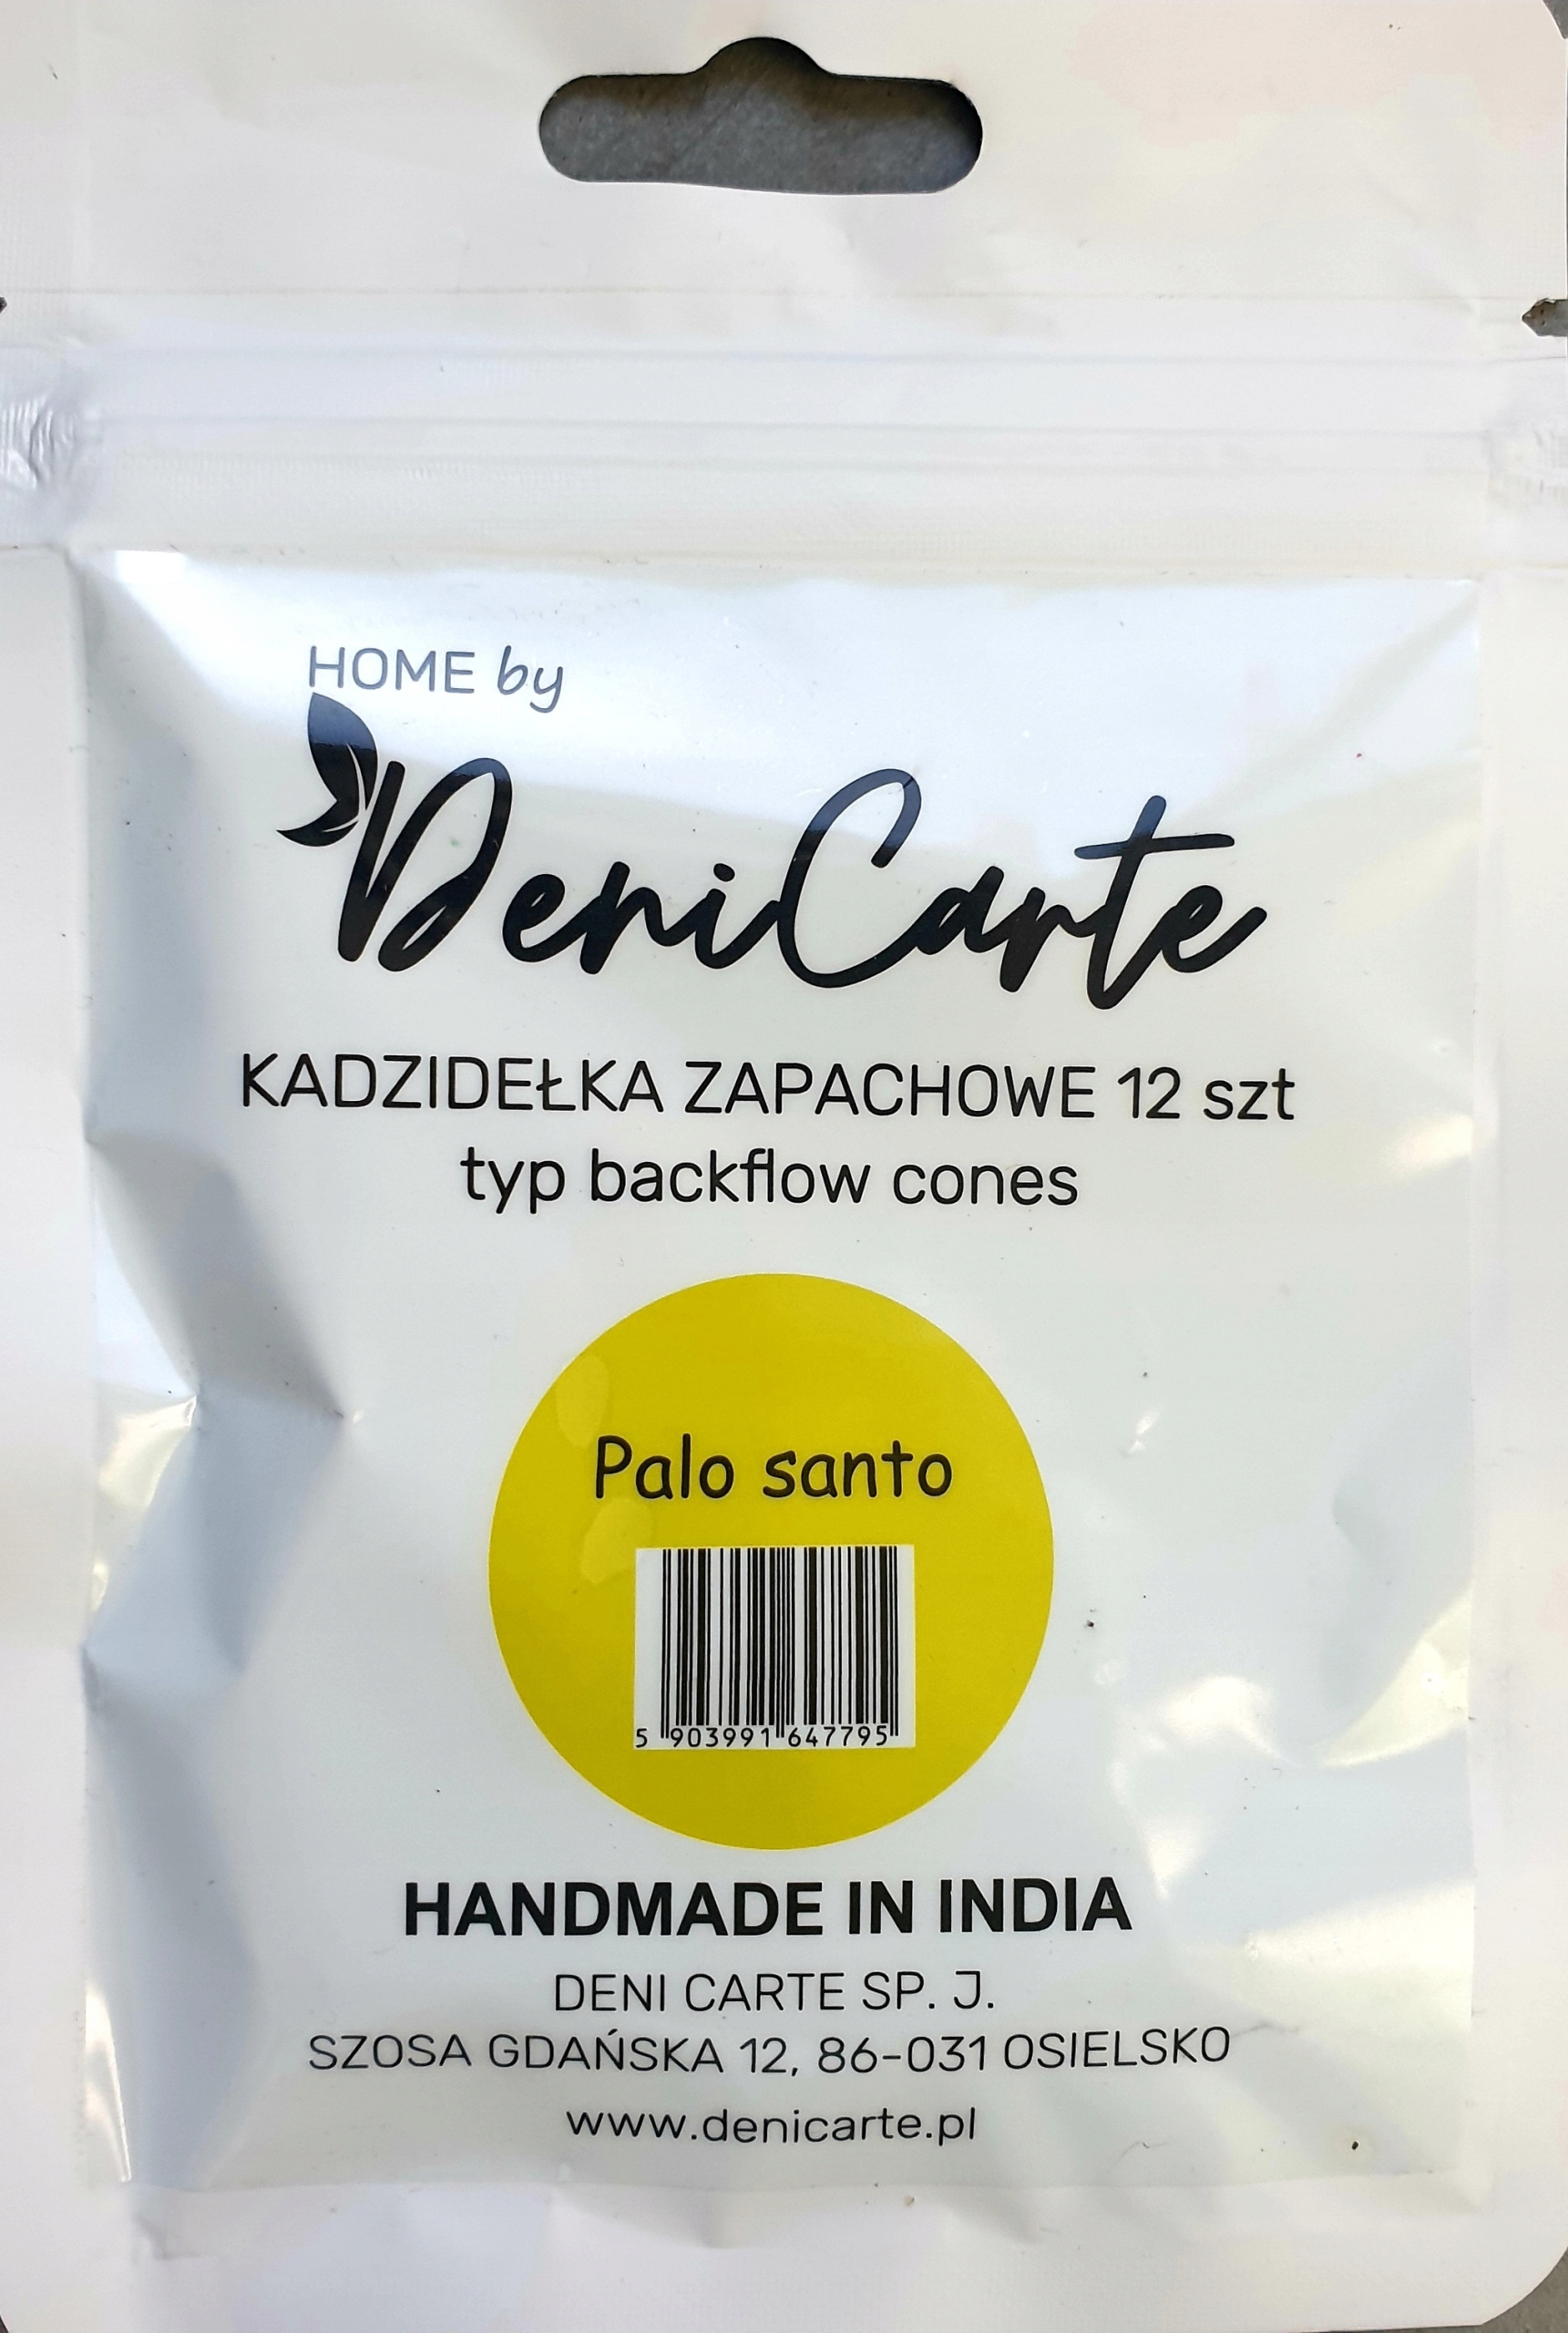 HOME by
DeniCarte
KADZIDEŁKA ZAPACHOWE 12 szt
typ backflow cones
Palo santo
5 903991 647795
HANDMADE IN INDIA
DENI CARTE SP. J.
SZOSA GDAŃSKA 12, 86-031 OSIELSKO
www.denicarte.pl